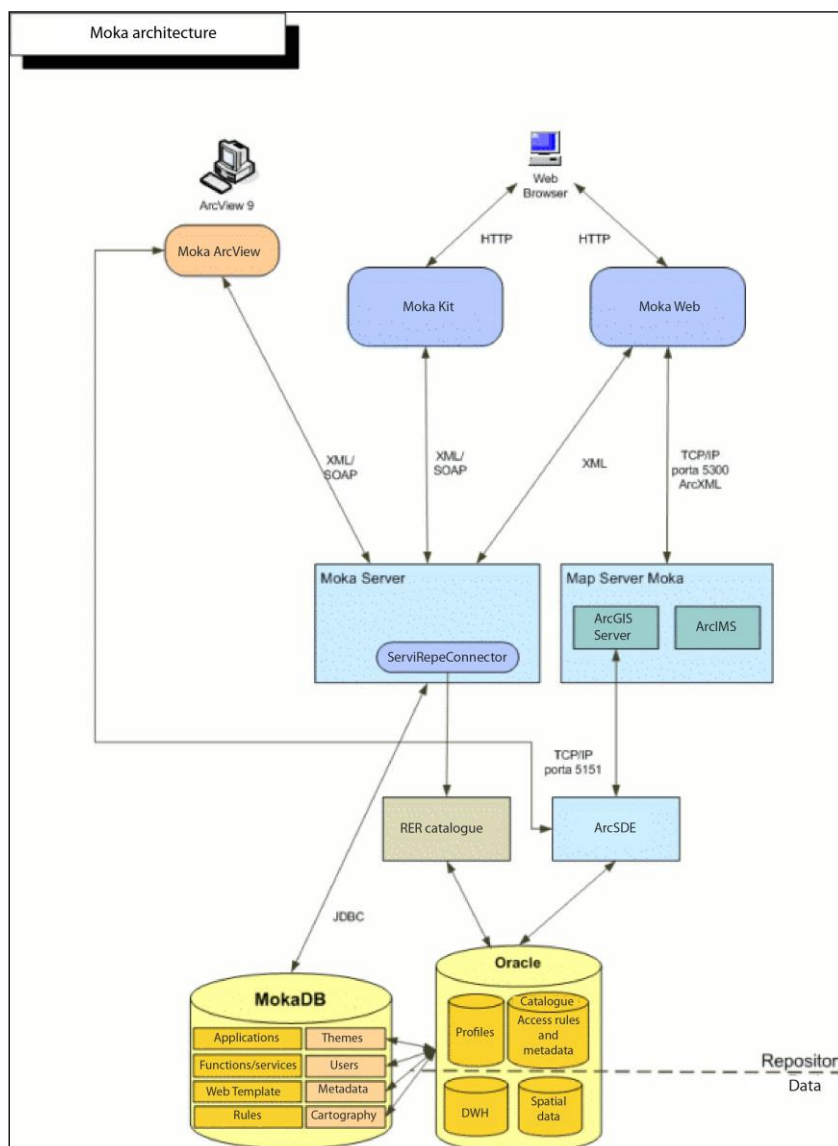 Moka architecture
ArcView 9
Web
Browser
Moka ArcView
HTTP
HTTP
Moka Kit
Moka Web
XML/
SOAP
XML/
SOAP
XML
TCP/IP
porta 5300
ArcXML
Moka Server
Map Server Moka
ArcGIS
Server
ArcIMS
ServiRepeConnector
TCP/IP
porta 5151
RER catalogue
ArcSDE
JDBC
MokaDB
Applications
Themes
Functions/services
Users
Web Template
Metadata
Rules
Cartography
Oracle
Profiles
Catalogue
Access rules
and
metadata
DWH
Spatial
data
Repository
Data